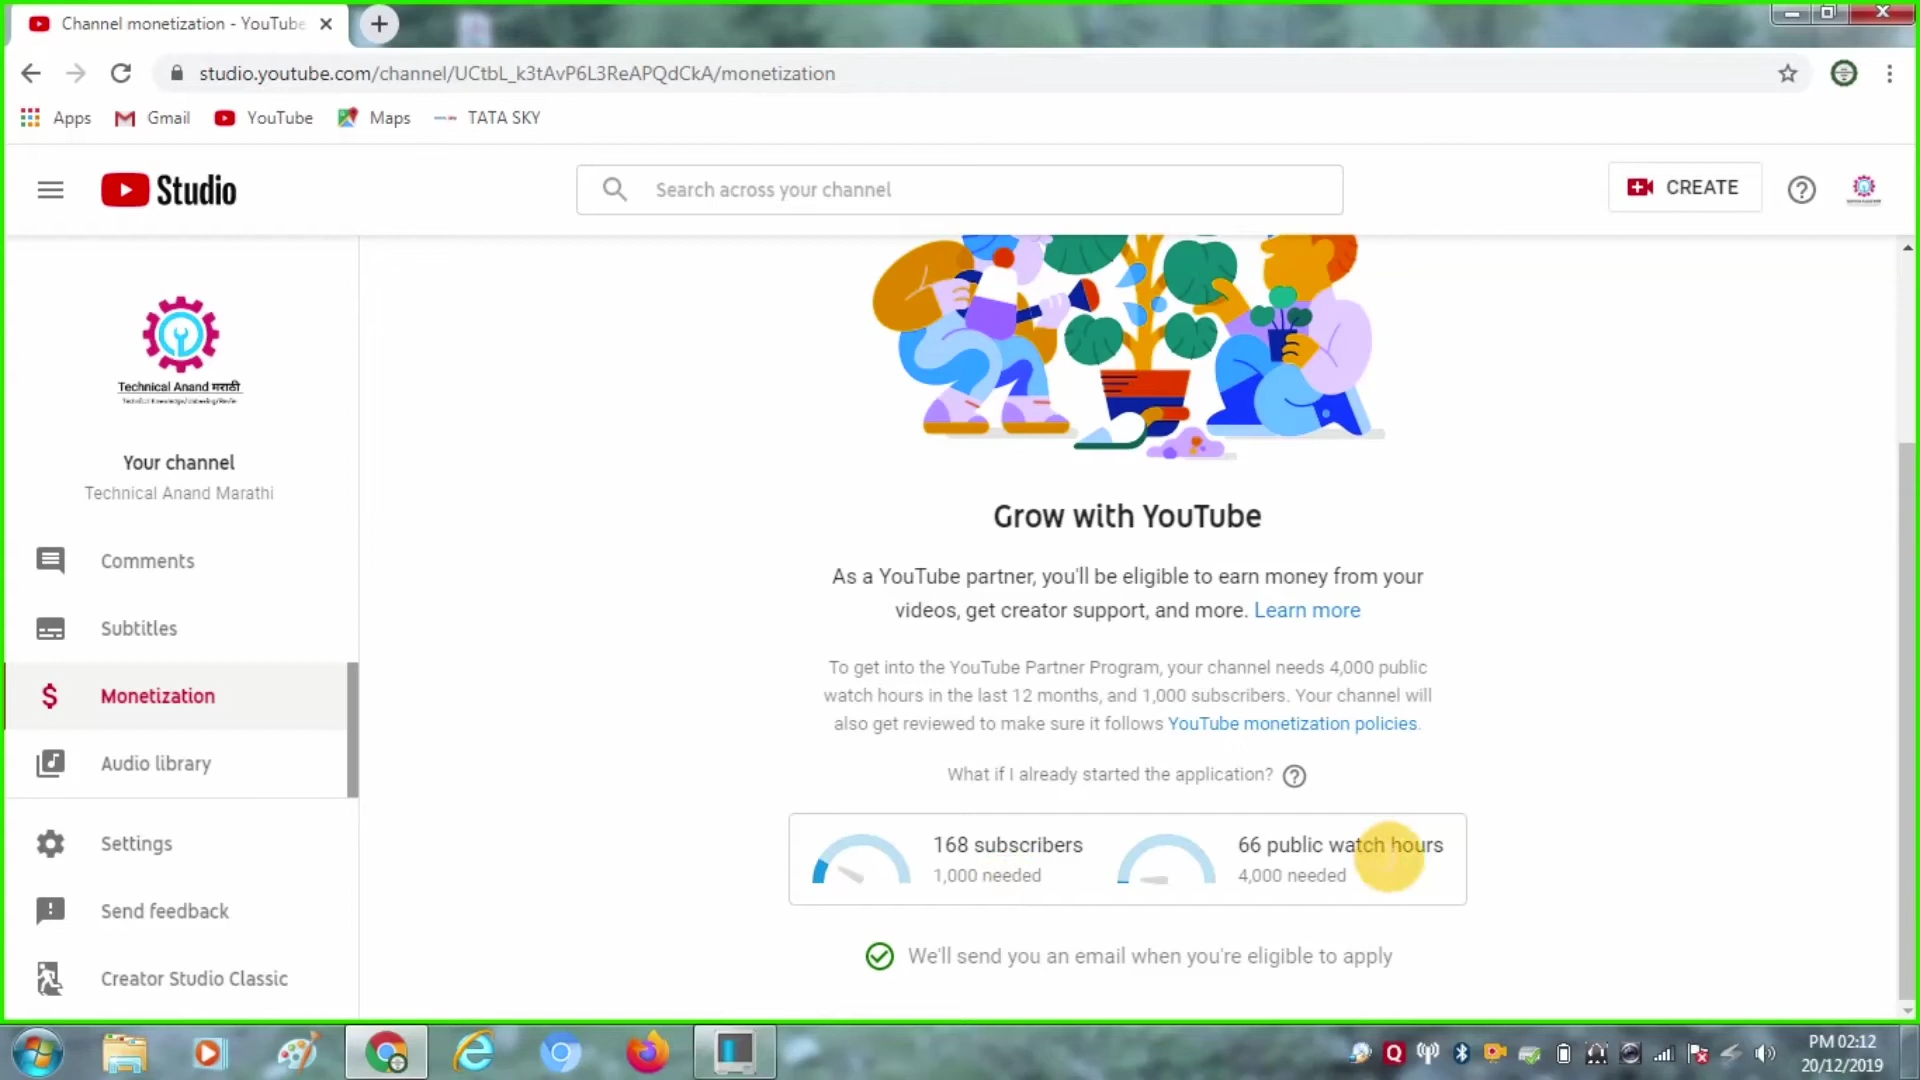 Channel monetization - YouTube
studio.youtube.com/channel/UCtbL_k3tAvP6L3ReAPQdCkA/monetization
Apps
Gmail
YouTube
Maps
TATA SKY
Studio
Search across your channel
CREATE
Technical Anand मराठी
Your channel
Technical Anand Marathi
Comments
Subtitles
Monetization
Audio library
Settings
Send feedback
Creator Studio Classic
Grow with YouTube
As a YouTube partner, you'll be eligible to earn money from your
videos, get creator support, and more. Learn more
To get into the YouTube Partner Program, your channel needs 4,000 public
watch hours in the last 12 months, and 1,000 subscribers. Your channel will
also get reviewed to make sure it follows YouTube monetization policies.
What if I already started the application?
168 subscribers
1,000 needed
66 public watch hours
4,000 needed
We'll send you an email when you're eligible to apply
PM 02:12
20/12/2019